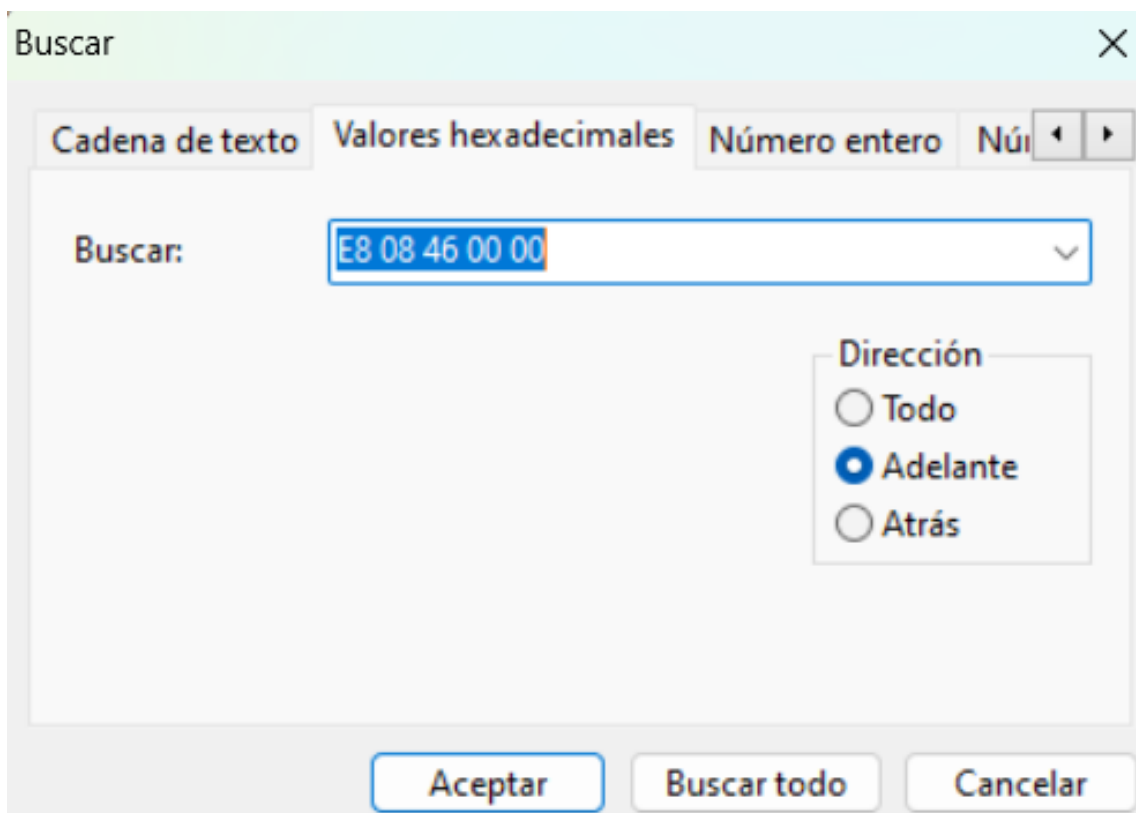 Buscar
Cadena de texto Valores hexadecimales Número entero Núi
Buscar: E8 08 46 00 00
Dirección
Todo
Adelante
Atrás
Aceptar Buscar todo Cancelar